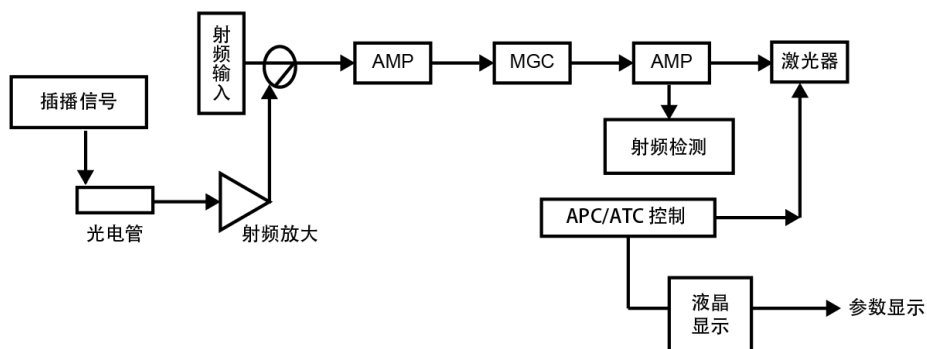 射
频
输
入
AMP
MGC
AMP
激光器
插播信号
射频检测
光电管
射频放大
APC/ATC 控制
液晶
显示
参数显示